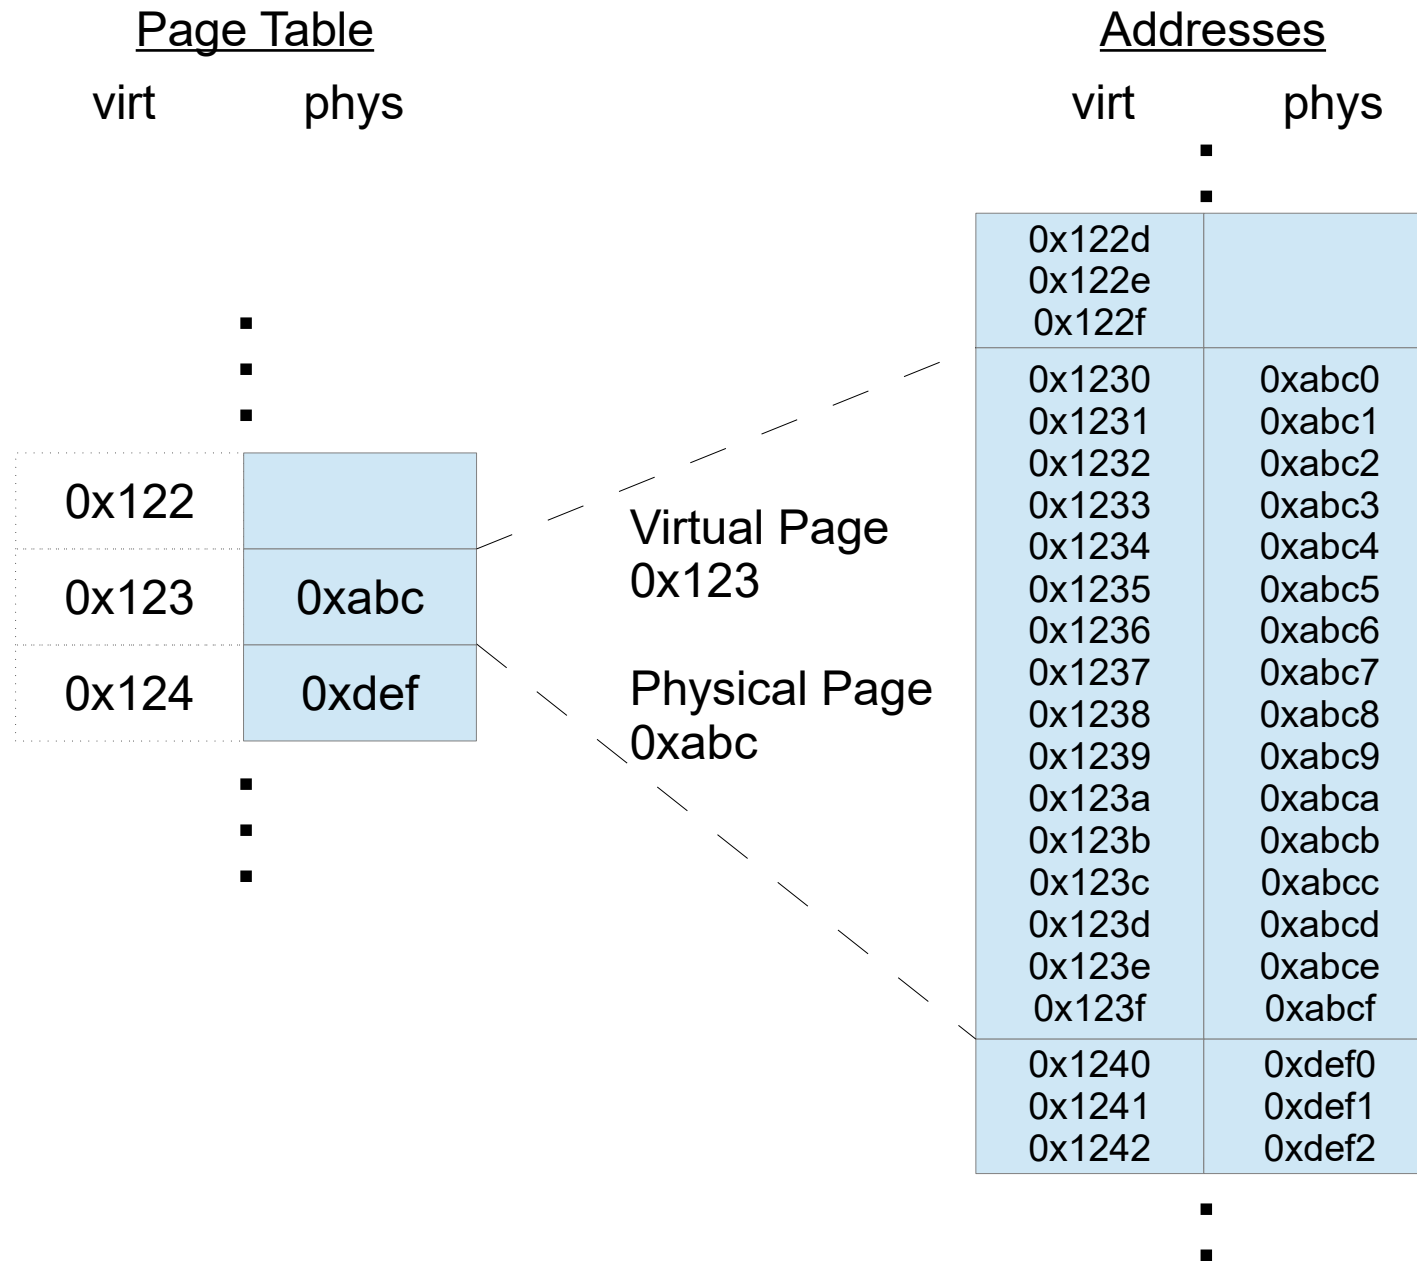 Page Table
virt phys
0x122
0x123 0xabc
0x124 0xdef
Virtual Page
0x123
Physical Page
0xabc
Addresses
virt phys
0x122d
0x122e
0x122f
0x1230 0xabc0
0x1231 0xabc1
0x1232 0xabc2
0x1233 0xabc3
0x1234 0xabc4
0x1235 0xabc5
0x1236 0xabc6
0x1237 0xabc7
0x1238 0xabc8
0x1239 0xabc9
0x123a 0xabca
0x123b 0xabcb
0x123c 0xabcc
0x123d 0xabcd
0x123e 0xabce
0x123f 0xabcf
0x1240 0xdef0
0x1241 0xdef1
0x1242 0xdef2